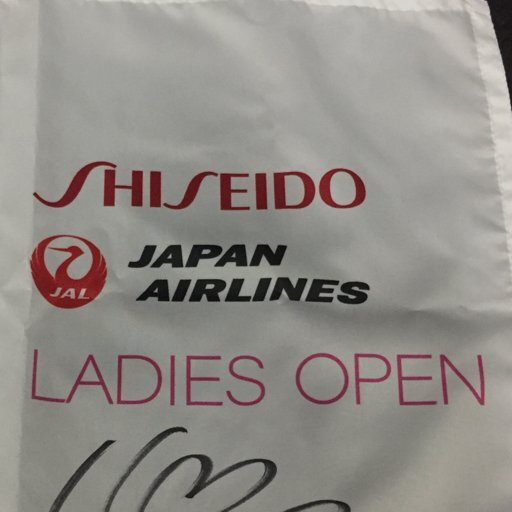 SHISEIDO
JAPAN
JAL
AIRLINES
LADIES OPEN